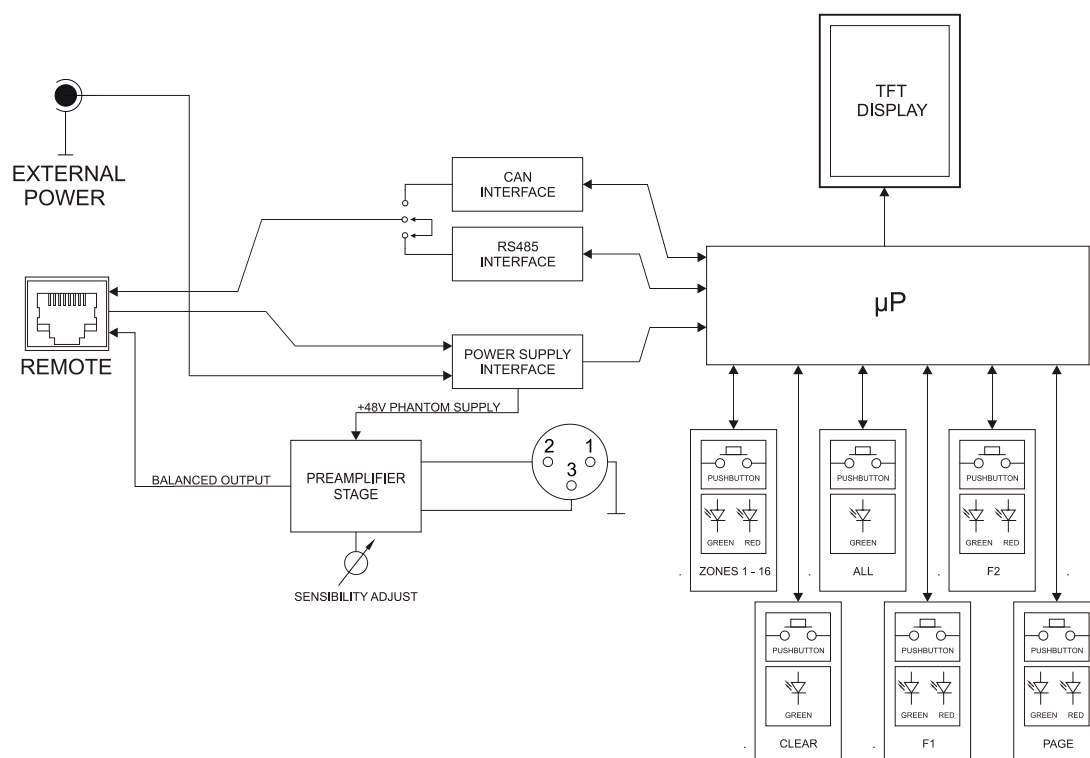 TFT
DISPLAY
EXTERNAL
POWER
CAN
INTERFACE
RS485
INTERFACE
µP
REMOTE
POWER SUPPLY
INTERFACE
+48V PHANTOM SUPPLY
2
1
3
BALANCED OUTPUT
PREAMPLIFIER
STAGE
SENSIBILITY ADJUST
PUSHBUTTON
GREEN RED
ZONES 1 - 16
PUSHBUTTON
GREEN
ALL
PUSHBUTTON
GREEN RED
F2
PUSHBUTTON
GREEN
CLEAR
PUSHBUTTON
GREEN RED
F1
PUSHBUTTON
GREEN RED
PAGE